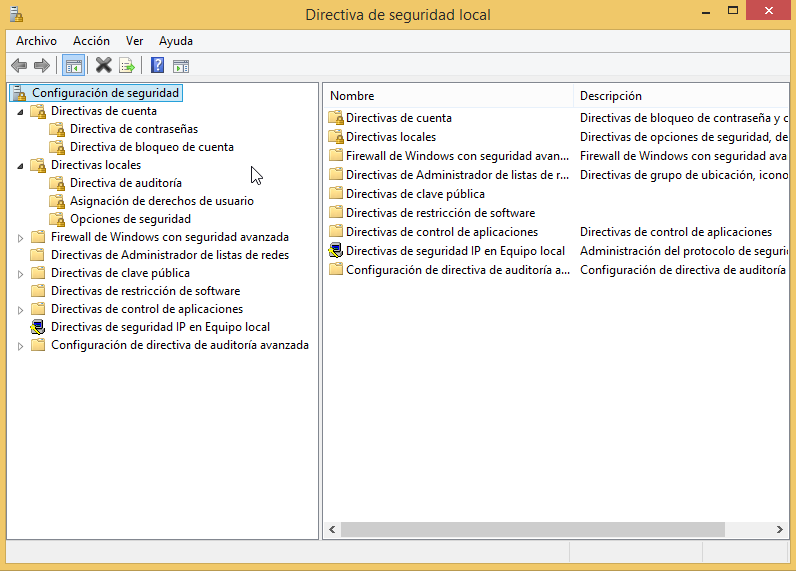 Directiva de seguridad local
Archivo Acción Ver Ayuda
Configuración de seguridad
Directivas de cuenta
Directiva de contraseñas
Directiva de bloqueo de cuenta
Directivas locales
Directiva de auditoría
Asignación de derechos de usuario
Opciones de seguridad
Firewall de Windows con seguridad avanzada
Directivas de Administrador de listas de redes
Directivas de clave pública
Directivas de restricción de software
Directivas de control de aplicaciones
Directivas de seguridad IP en Equipo local
Configuración de directiva de auditoría avanzada
Nombre Descripción
Directivas de cuenta Directivas de bloqueo de contraseña y c
Directivas locales Directivas de opciones de seguridad, de
Firewall de Windows con seguridad avan... Firewall de Windows con seguridad ava
Directivas de Administrador de listas de r... Directivas de grupo de ubicación, icono
Directivas de clave pública
Directivas de restricción de software
Directivas de control de aplicaciones Directivas de control de aplicaciones
Directivas de seguridad IP en Equipo local Administración del protocolo de seguri
Configuración de directiva de auditoría a... Configuración de directiva de auditoría